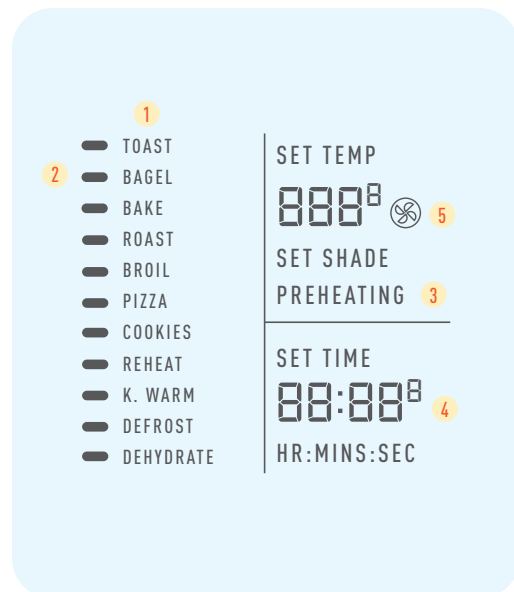 1
TOAST
2 BAGEL
BAKE
ROAST
BROIL
PIZZA
COOKIES
REHEAT
K. WARM
DEFROST
DEHYDRATE
SET TEMP
888 8 5
SET SHADE
PREHEATING 3
SET TIME
88:88 8 4
HR:MINS:SEC